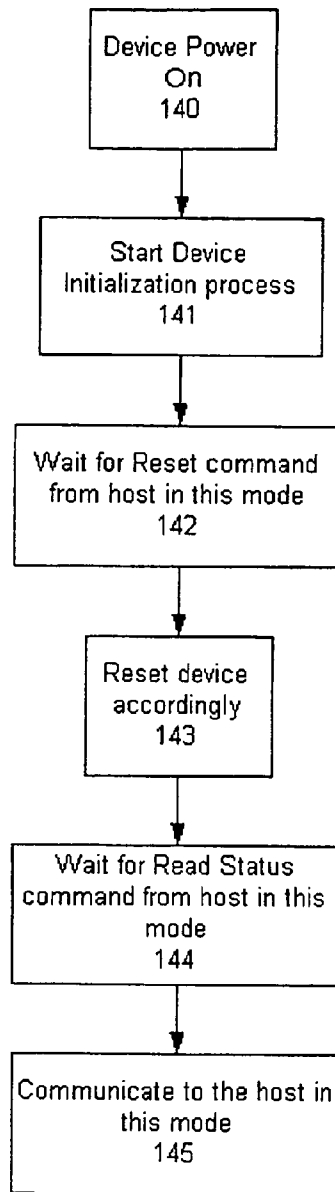 Device Power
On
140
Start Device
Initialization process
141
Wait for Reset command
from host in this mode
142
Reset device
accordingly
143
Wait for Read Status
command from host in this
mode
144
Communicate to the host in
this mode
145